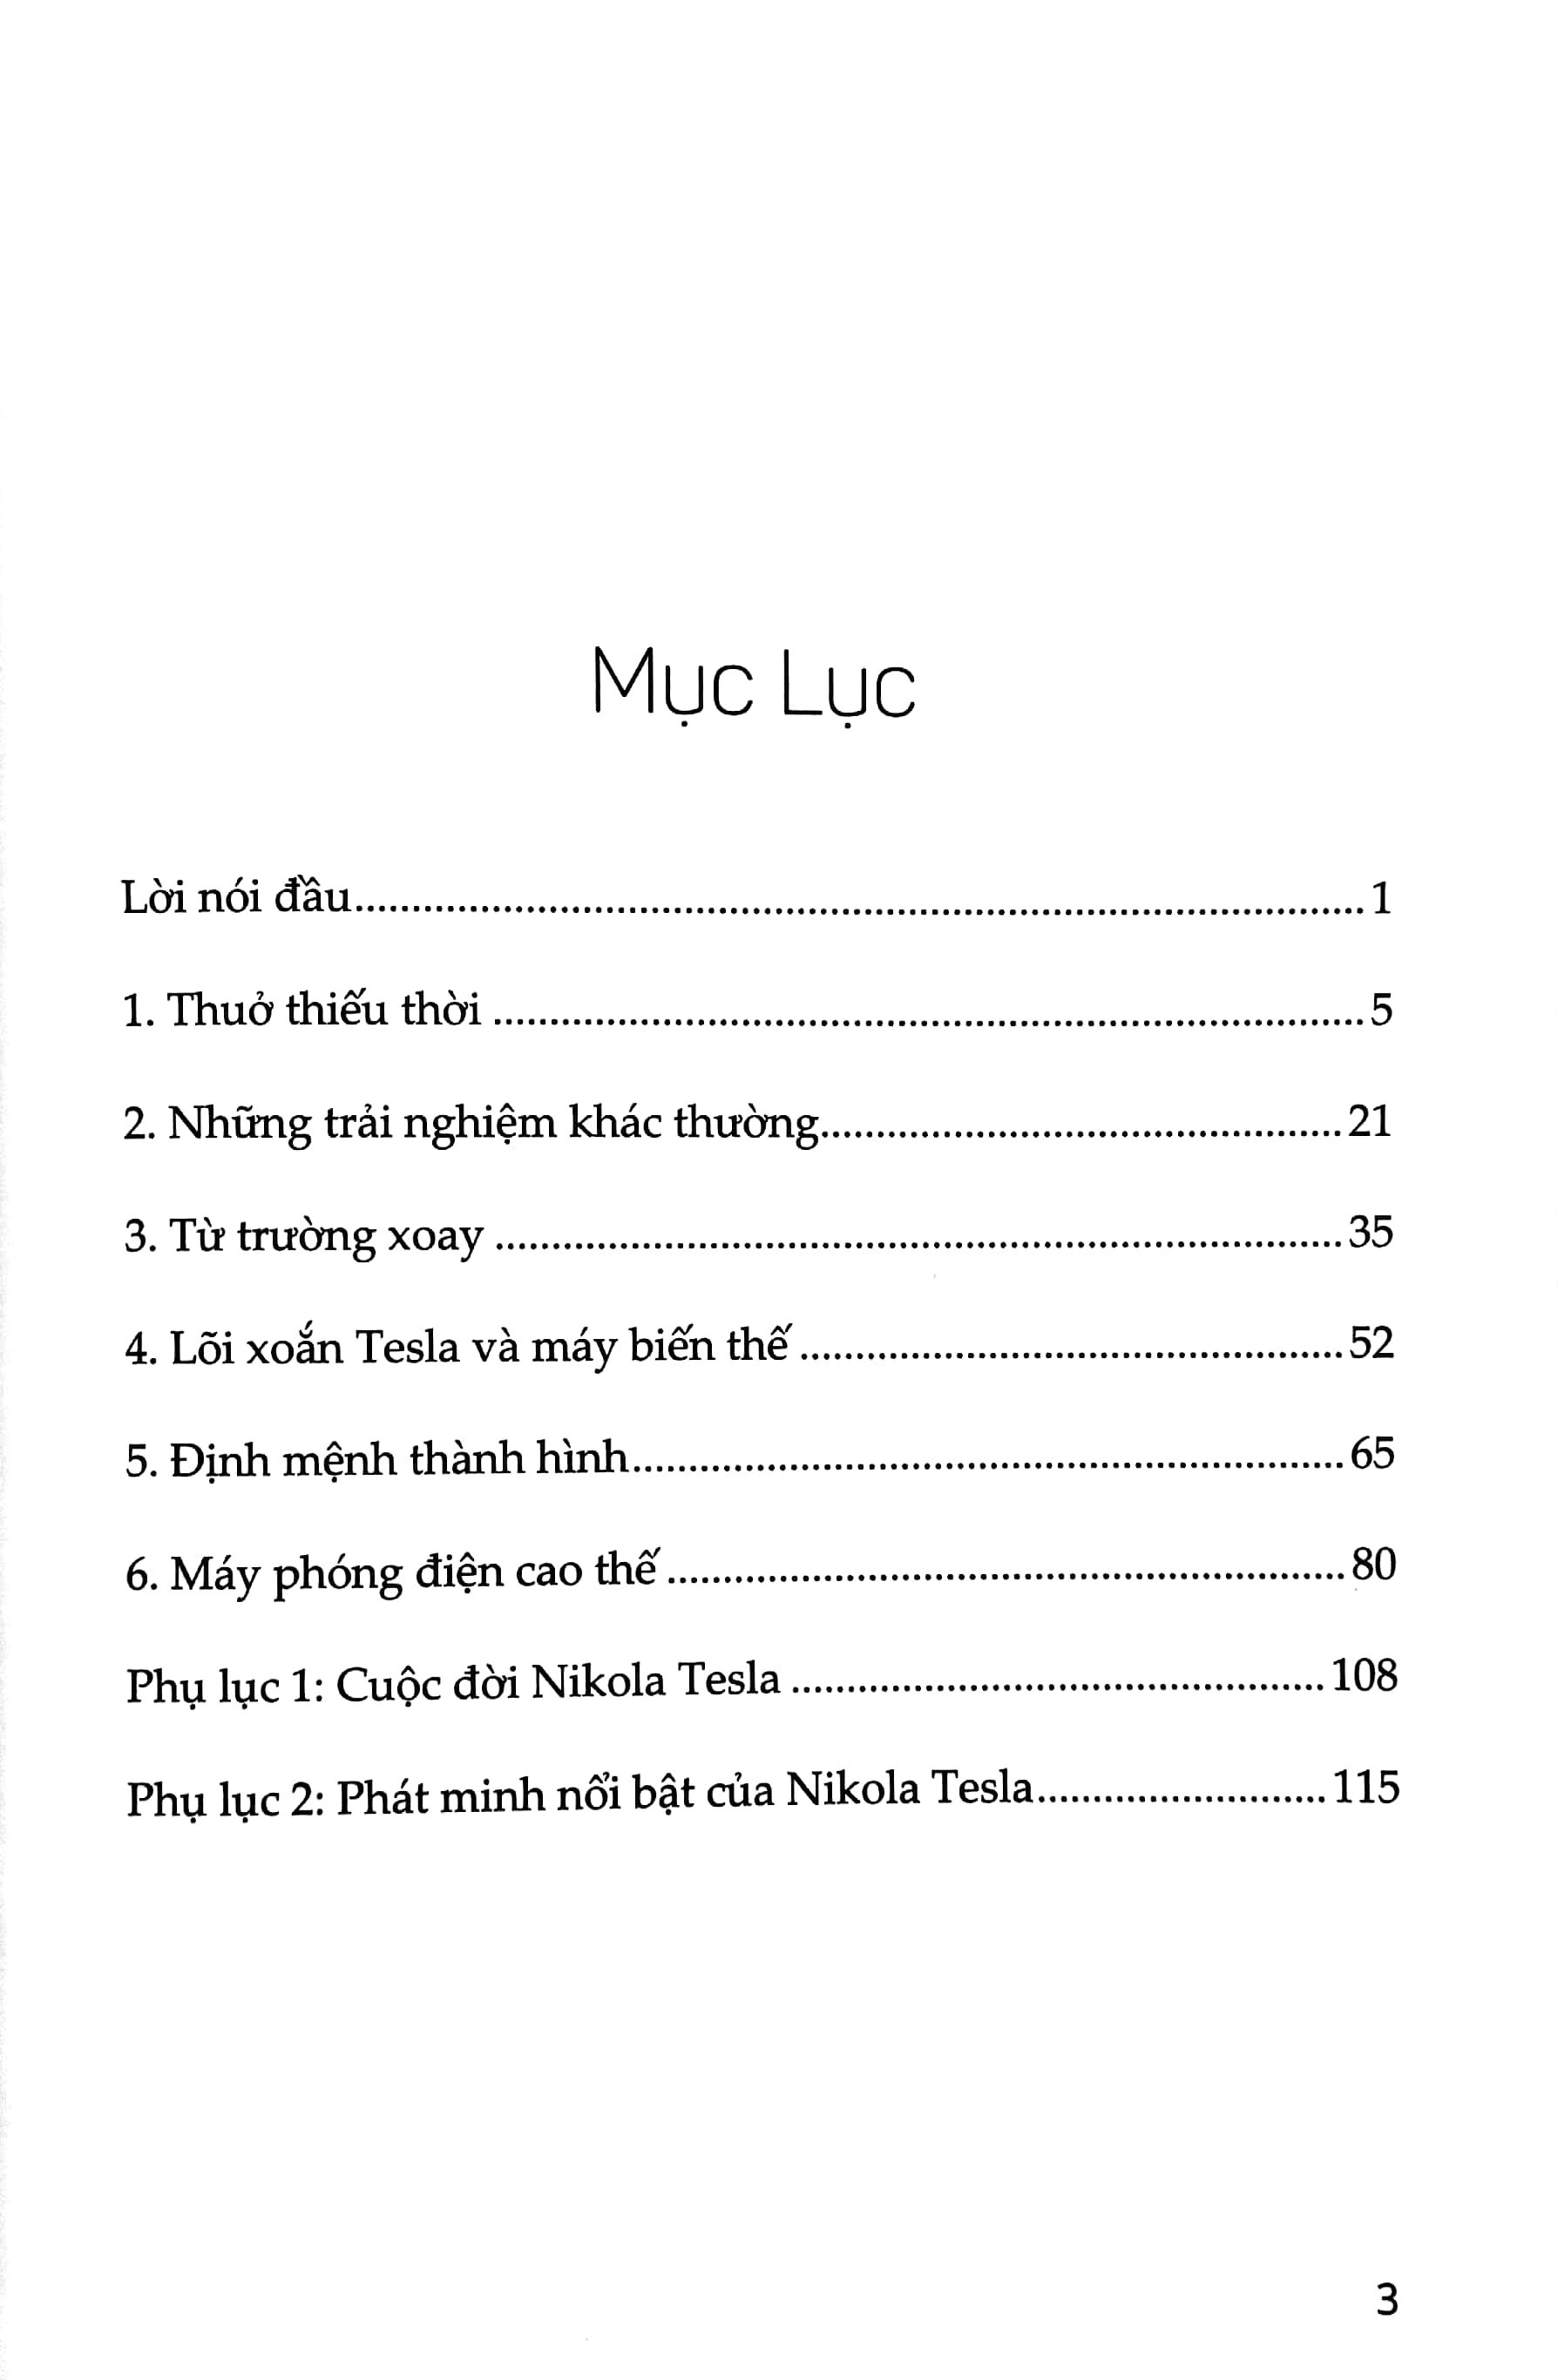 Mục Lục
Lời nói đầu........................................................................................1
1. Thuở thiếu thời ............................................................................5
2. Những trải nghiệm khác thường...............................................21
3. Từ trường xoay ..........................................................................35
4. Lõi xoắn Tesla và máy biến thế ................................................52
5. Định mệnh thành hình..............................................................65
6. Máy phóng điện cao thế ...........................................................80
Phụ lục 1: Cuộc đời Nikola Tesla ...............................................108
Phụ lục 2: Phát minh nổi bật của Nikola Tesla..........................115
3